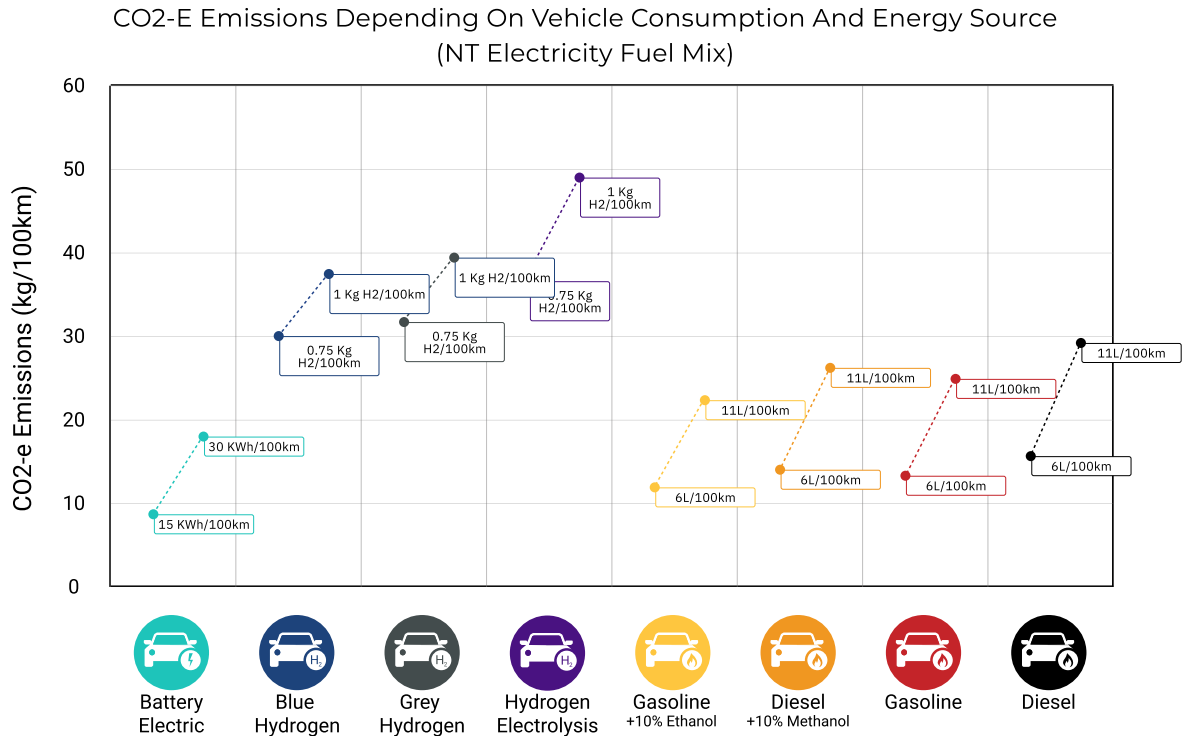 CO2-E Emissions Depending On Vehicle Consumption And Energy Source
(NT Electricity Fuel Mix)
CO2-e Emissions (kg/100km)
60
50
40
30
20
10
0
15 KWh/100km
30 KWh/100km
0.75 Kg
H2/100km
1 Kg H2/100km
0.75 Kg
H2/100km
1 Kg H2/100km
Kg
H2/100km
1 Kg
H2/100km
6L/100km
11L/100km
6L/100km
11L/100km
6L/100km
11L/100km
6L/100km
11L/100km
H2
H2
H2
Battery
Electric
Blue
Hydrogen
Grey
Hydrogen
Hydrogen
Electrolysis
Gasoline
+10% Ethanol
Diesel
+10% Methanol
Gasoline
Diesel